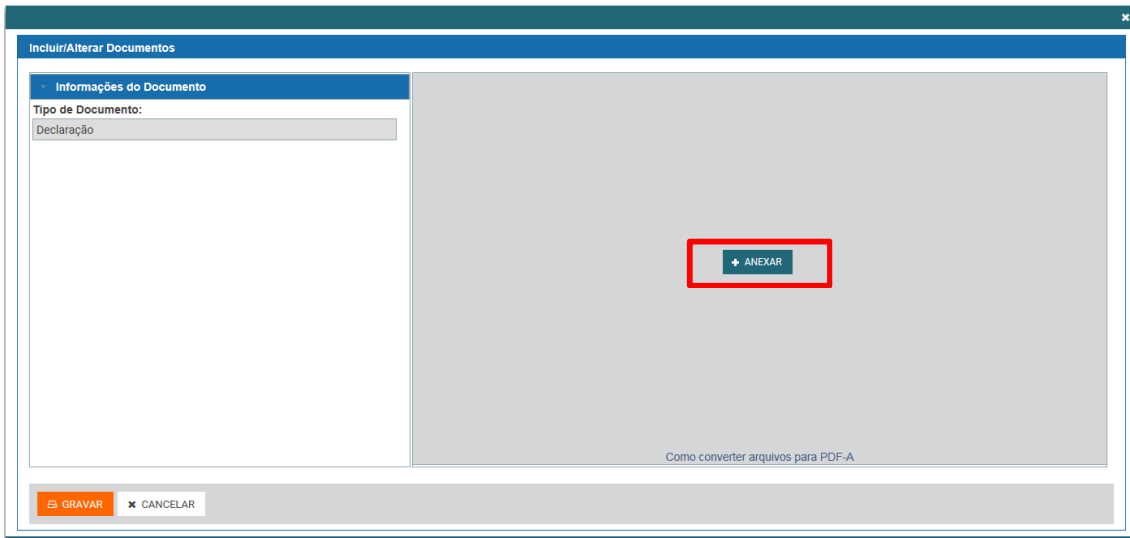 Incluir/Alterar Documentos
Informações do Documento
Tipo de Documento:
Declaração
ANEXAR
Como converter arquivos para PDF-A
GRAVAR
CANCELAR